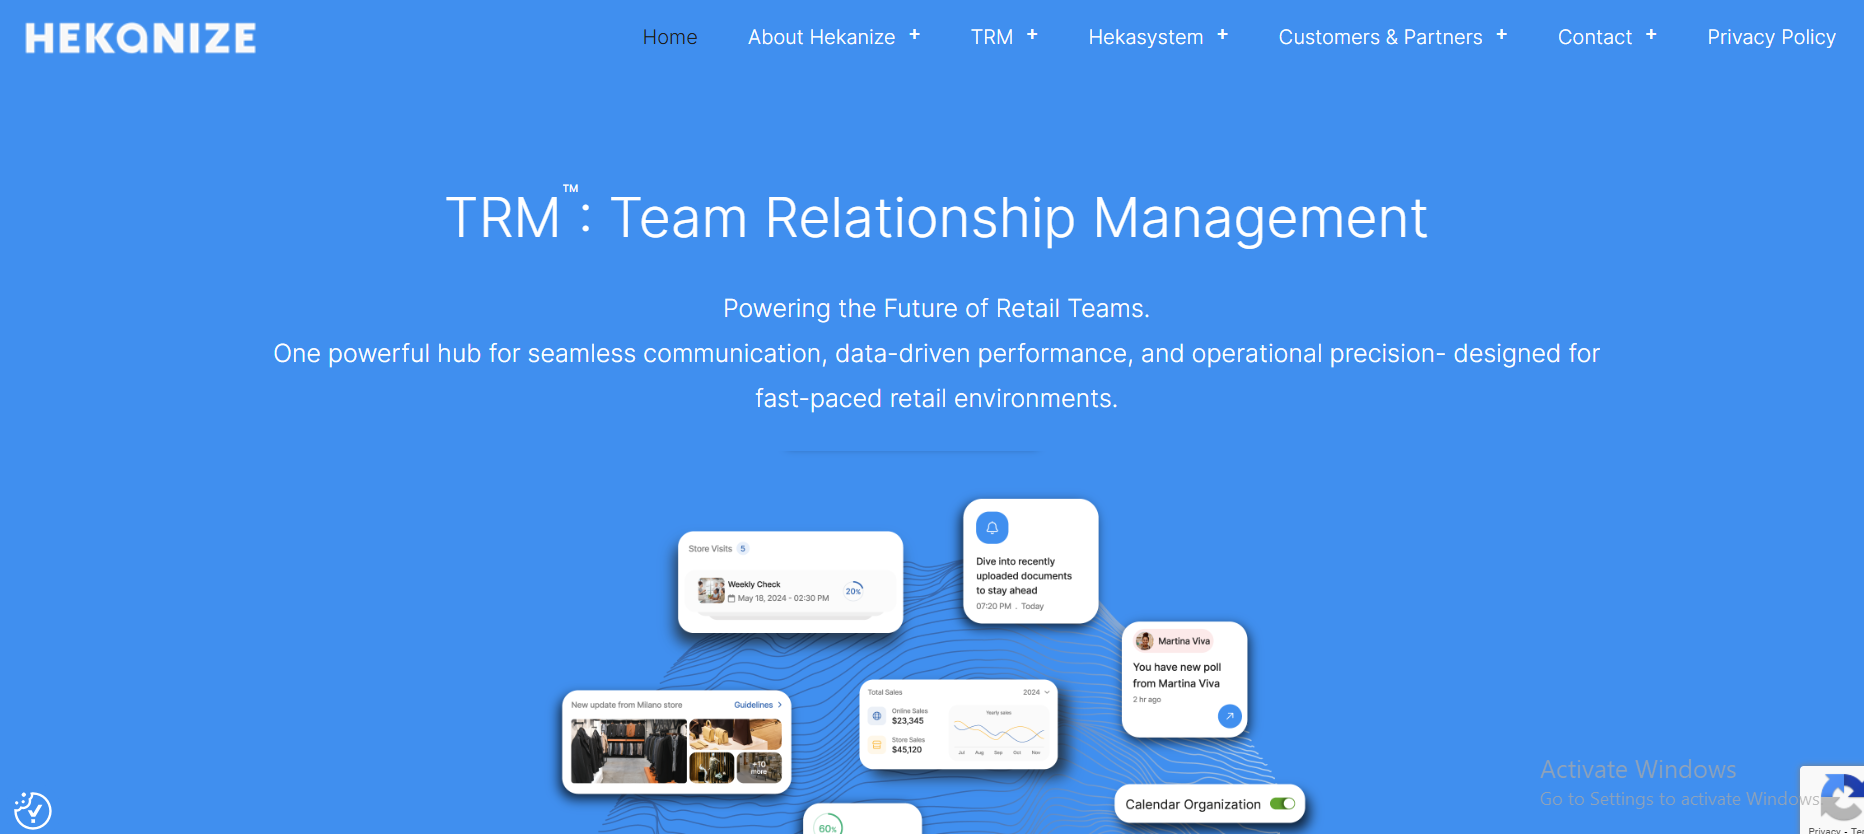 HEKANIZE
Home
About Hekanize +
TRM +
Hekasystem +
Customers & Partners +
Contact +
Privacy Policy
TRM™: Team Relationship Management
Powering the Future of Retail Teams.
One powerful hub for seamless communication, data-driven performance, and operational precision- designed for
fast-paced retail environments.
Store Visits 5
Weekly Check
May 18, 2024 - 02:30 PM
20%
Dive into recently
uploaded documents
to stay ahead
07:20 PM . Today
Martina Viva
You have new poll
from Martina Viva
2 hr ago
New update from Milano store
Guidelines >
+10
more
Total Sales
2024
Online Sales
$23,345
Store Sales
$45,120
Yearly sales
Jul Aug Sep Oct Nov
Calendar Organization
60%
Activate Windows
Go to Settings to activate Windows
Privacy - Ter